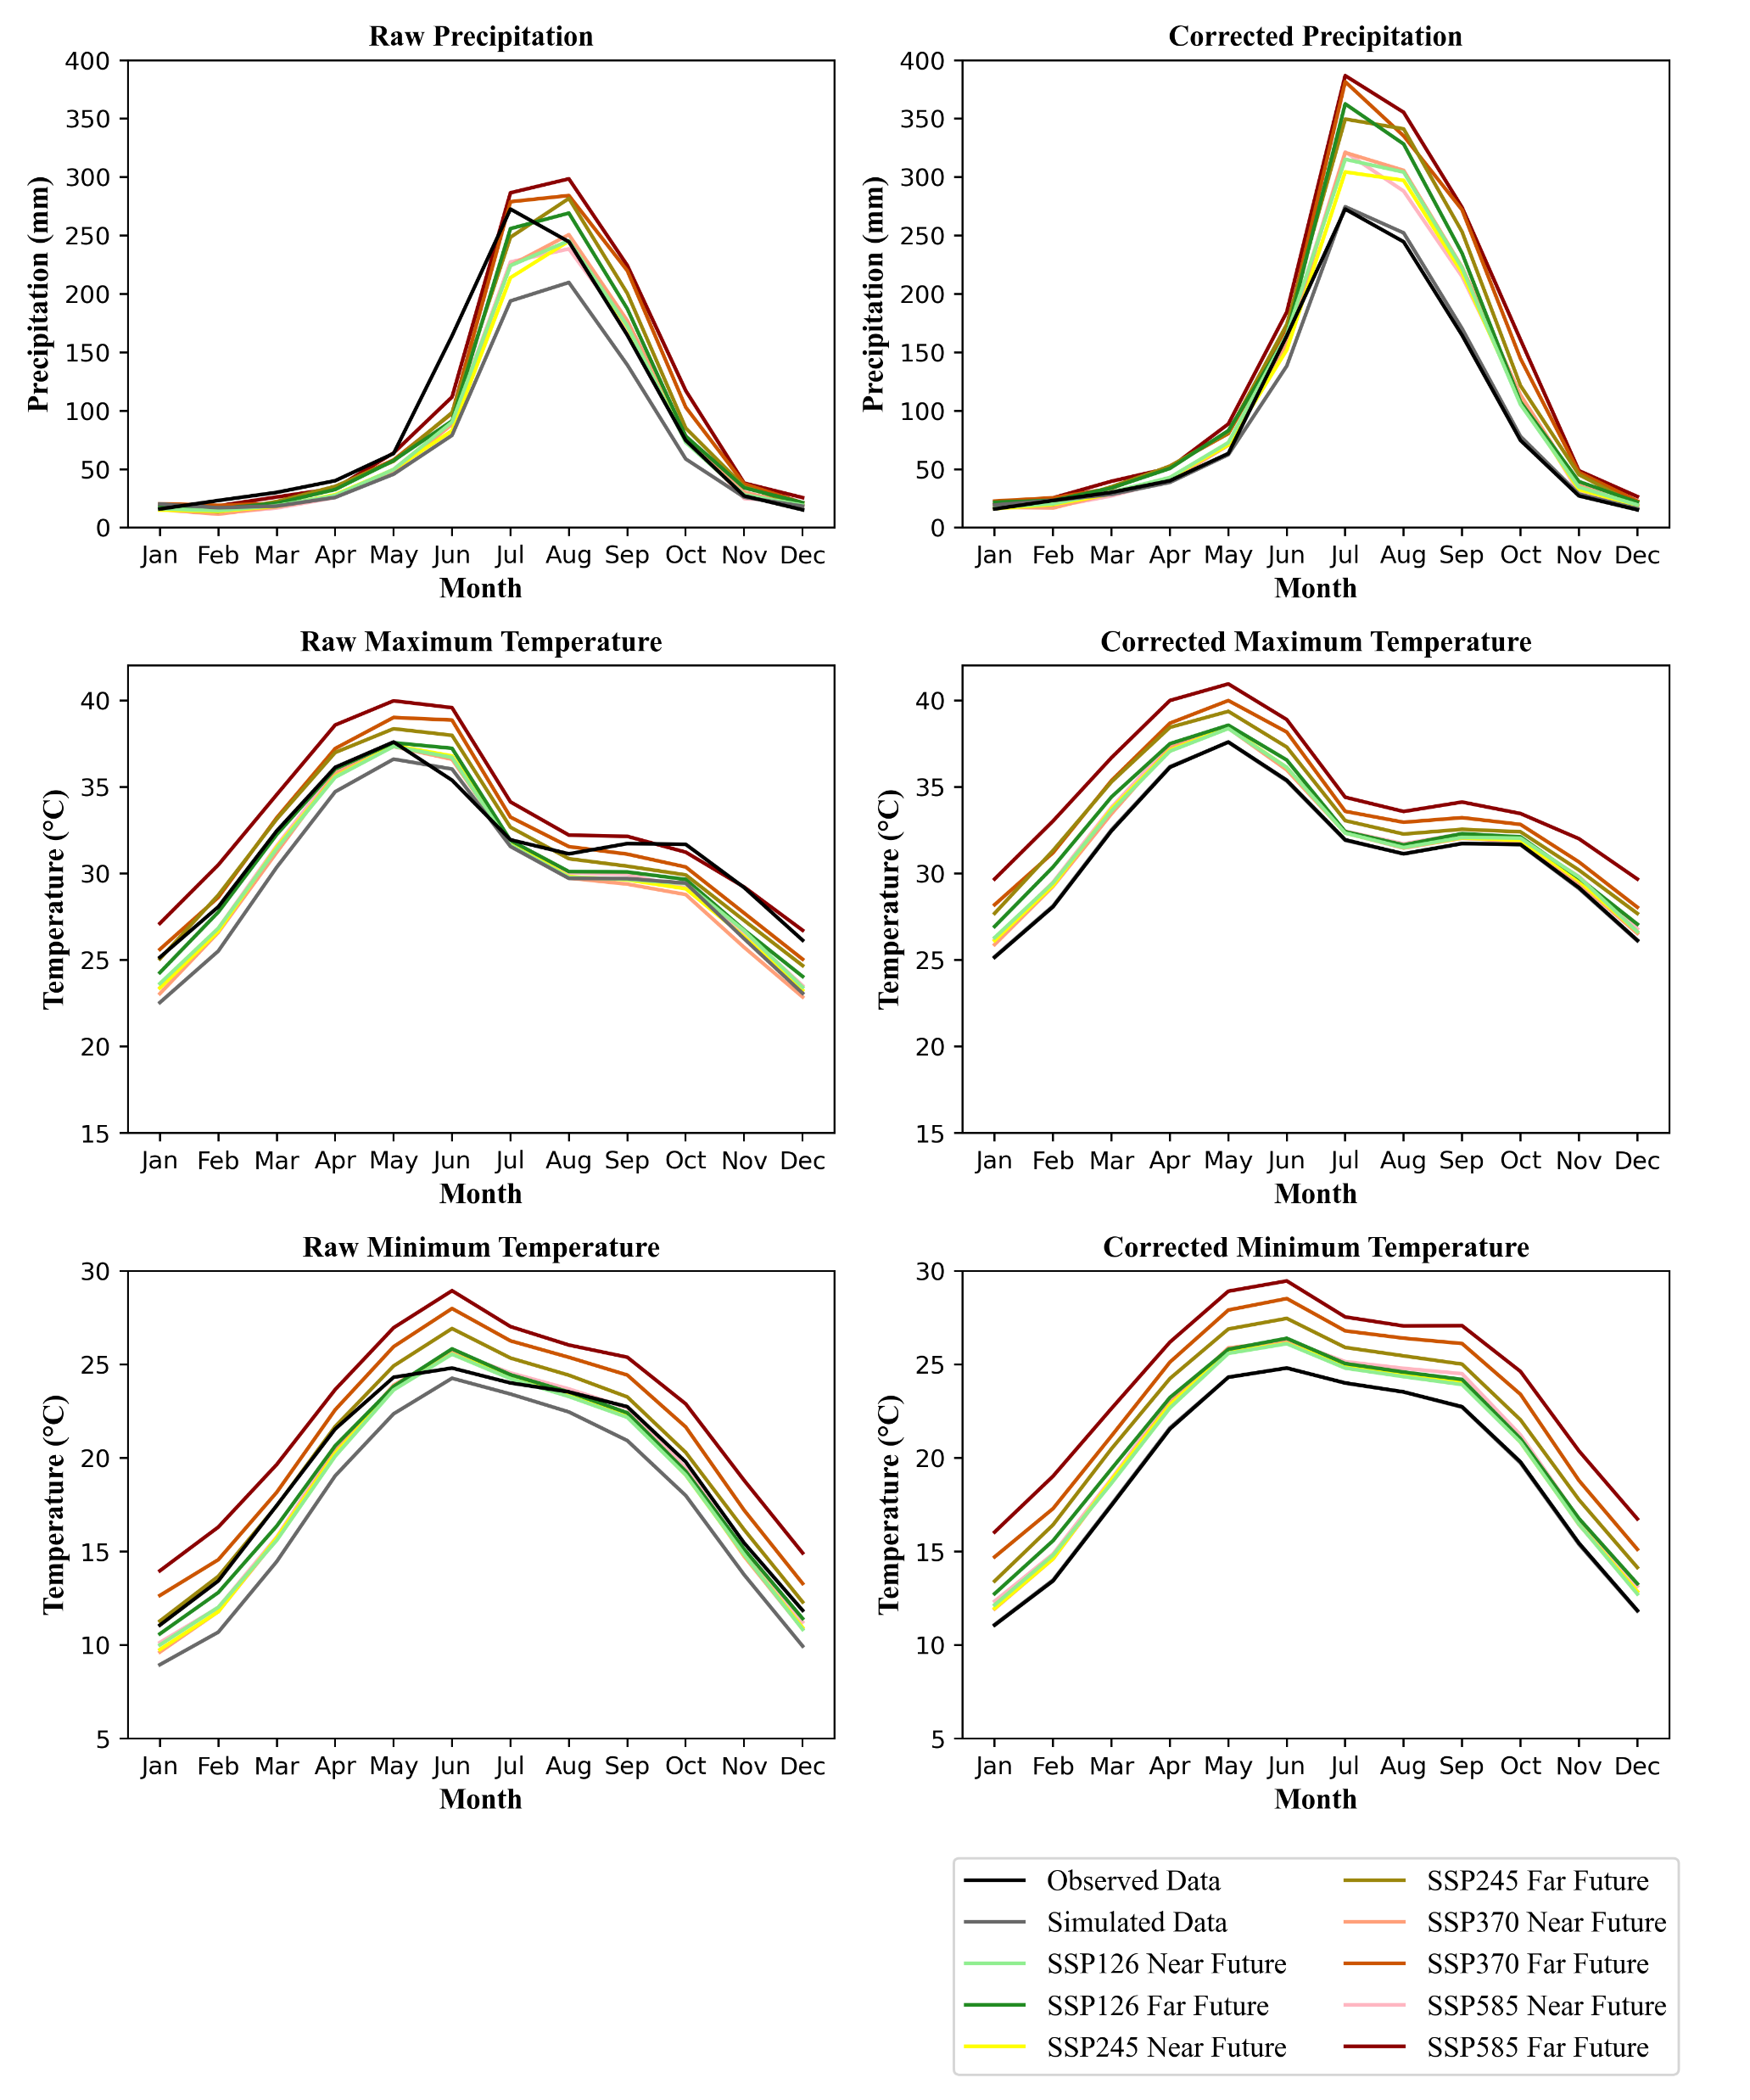 Raw Precipitation
400
350
300
250
200
150
100
50
0
Precipitation (mm)
Jan Feb Mar Apr May Jun Jul Aug Sep Oct Nov Dec
Month
Corrected Precipitation
400
350
300
250
200
150
100
50
0
Precipitation (mm)
Jan Feb Mar Apr May Jun Jul Aug Sep Oct Nov Dec
Month
Raw Maximum Temperature
40
35
30
25
20
15
Temperature (°C)
Jan Feb Mar Apr May Jun Jul Aug Sep Oct Nov Dec
Month
Corrected Maximum Temperature
40
35
30
25
20
15
Temperature (°C)
Jan Feb Mar Apr May Jun Jul Aug Sep Oct Nov Dec
Month
Raw Minimum Temperature
30
25
20
15
10
5
Temperature (°C)
Jan Feb Mar Apr May Jun Jul Aug Sep Oct Nov Dec
Month
Corrected Minimum Temperature
30
25
20
15
10
5
Temperature (°C)
Jan Feb Mar Apr May Jun Jul Aug Sep Oct Nov Dec
Month
Observed Data
Simulated Data
SSP126 Near Future
SSP126 Far Future
SSP245 Near Future
SSP245 Far Future
SSP370 Near Future
SSP370 Far Future
SSP585 Near Future
SSP585 Far Future